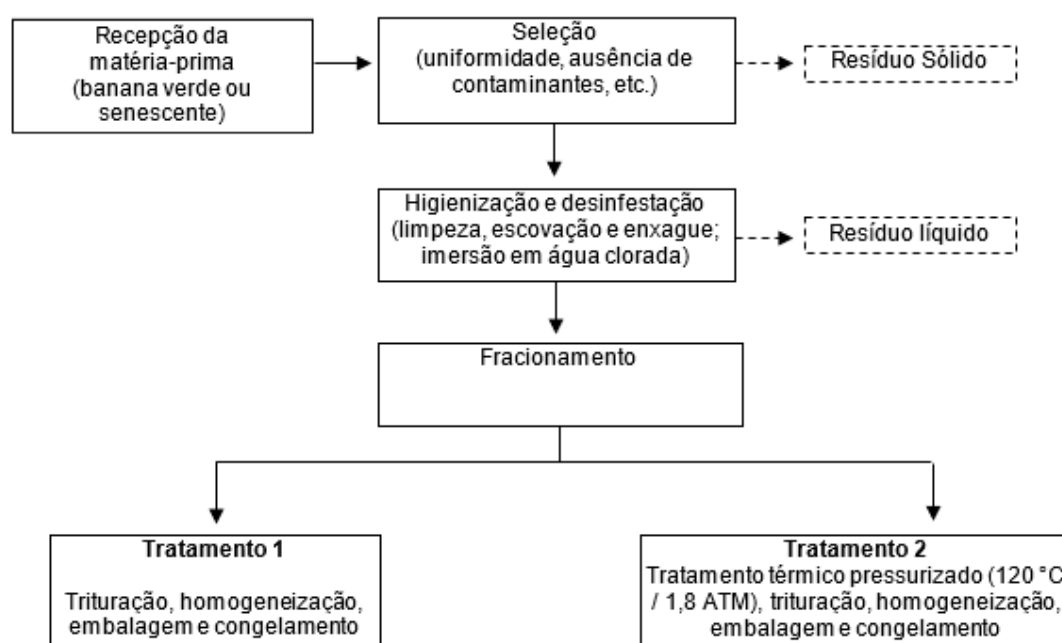 Recepção da
matéria-prima
(banana verde ou
senescente)
Seleção
(uniformidade, ausência de
contaminantes, etc.)
Resíduo Sólido
Higienização e desinfestação
(limpeza, escovação e enxague;
imersão em água clorada)
Resíduo líquido
Fracionamento
Tratamento 1
Trituração, homogeneização,
embalagem e congelamento
Tratamento 2
Tratamento térmico pressurizado (120 °C
/ 1,8 ATM), trituração, homogeneização,
embalagem e congelamento